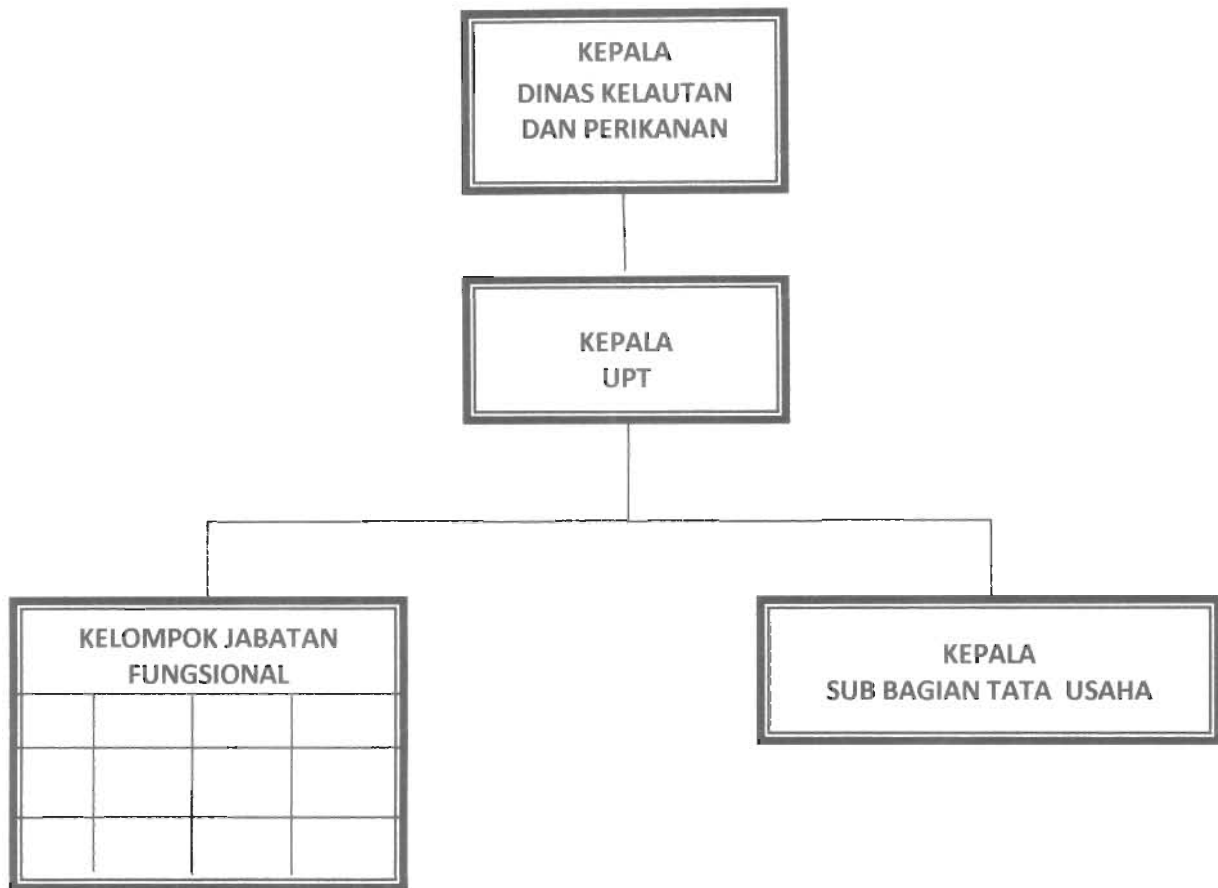 KEPALA
DINAS KELAUTAN
DAN PERIKANAN
KEPALA
UPT
KELOMPOK JABATAN
FUNGSIONAL
KEPALA
SUB BAGIAN TATA USAHA